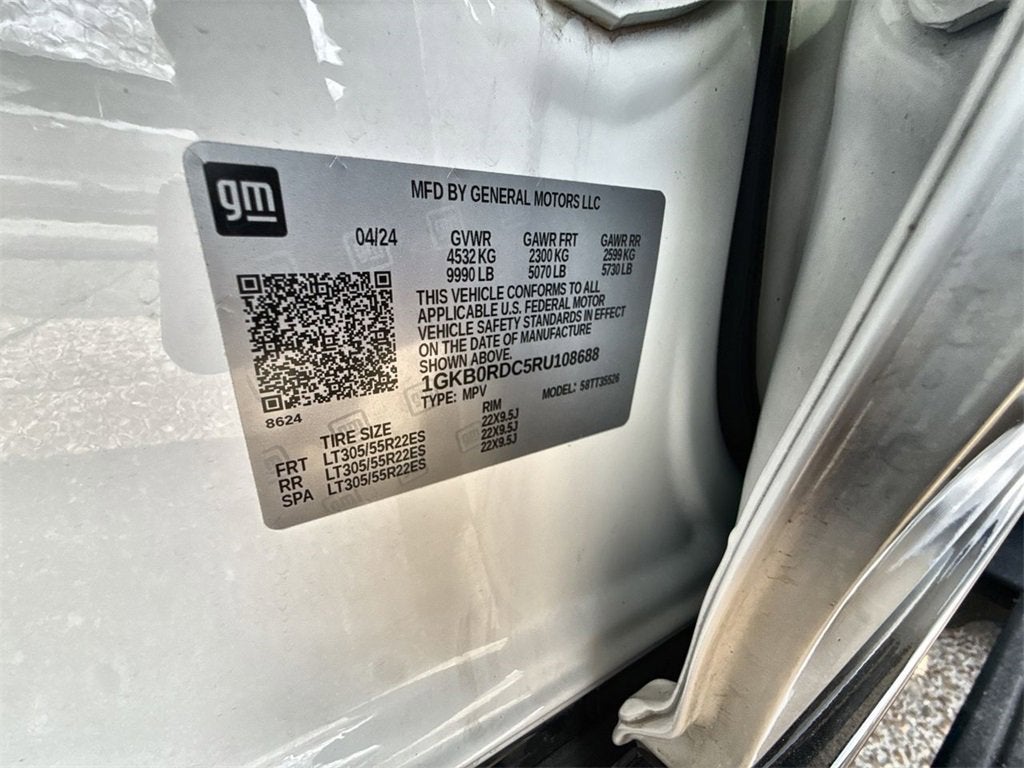 gm
MFD BY GENERAL MOTORS LLC
04/24
GVWR GAWR FRT GAWR RR
4532 KG 2300 KG 2599 KG
9990 LB 5070 LB 5730 LB
THIS VEHICLE CONFORMS TO ALL
APPLICABLE U.S. FEDERAL MOTOR
VEHICLE SAFETY STANDARDS IN EFFECT
ON THE DATE OF MANUFACTURE
SHOWN ABOVE.
1GKB0RDC5RU108688
TYPE: MPV MODEL: 58TT35526
8624
TIRE SIZE RIM
FRT LT305/55R22ES 22X9.5J
RR LT305/55R22ES 22X9.5J
SPA LT305/55R22ES 22X9.5J